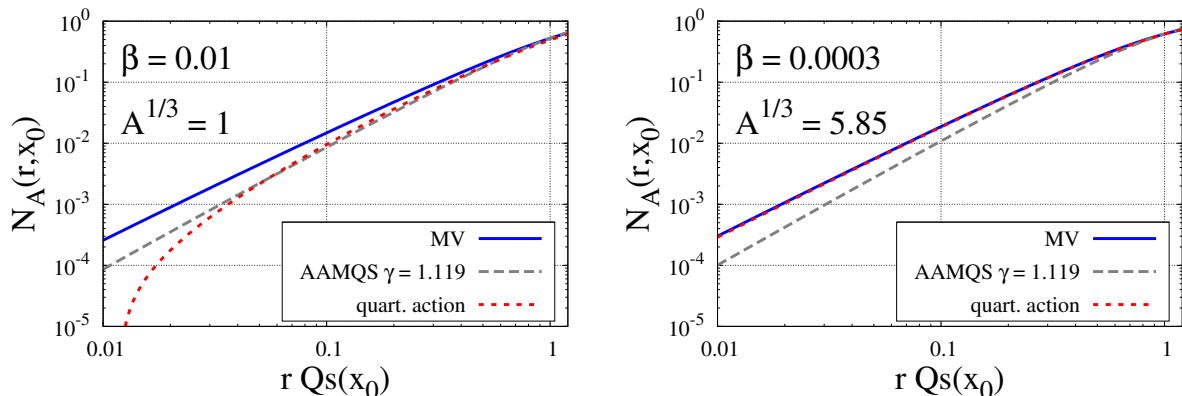 10^0
10^-1
10^-2
10^-3
10^-4
10^-5
N_A(r,x_0)
β = 0.01
A^{1/3} = 1
MV
AAMQS γ = 1.119
quart. action
0.01
0.1
1
r Qs(x_0)
10^0
10^-1
10^-2
10^-3
10^-4
10^-5
N_A(r,x_0)
β = 0.0003
A^{1/3} = 5.85
MV
AAMQS γ = 1.119
quart. action
0.01
0.1
1
r Qs(x_0)